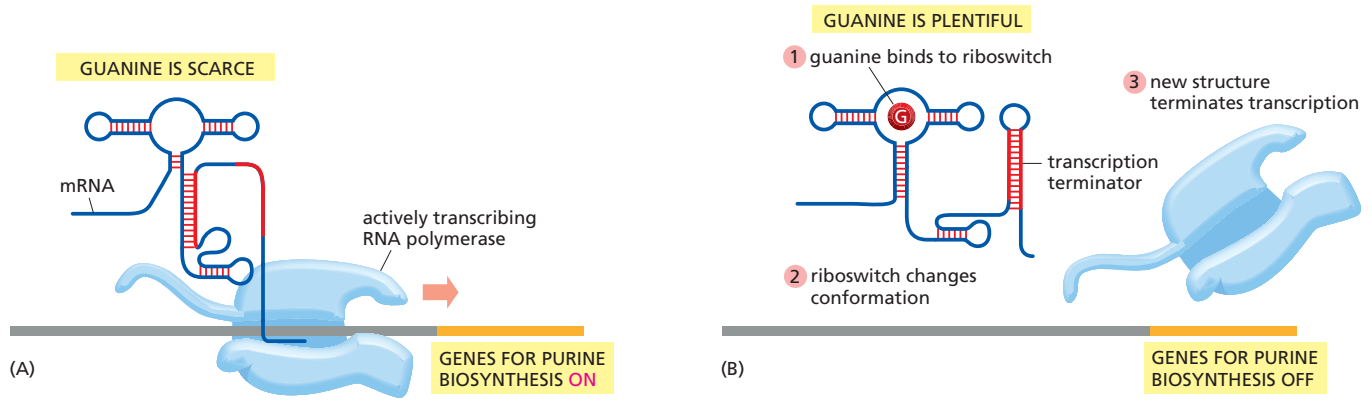 GUANINE IS SCARCE
mRNA
actively transcribing
RNA polymerase
GENES FOR PURINE
BIOSYNTHESIS ON
(A)
GUANINE IS PLENTIFUL
1 guanine binds to riboswitch
G
3 new structure
terminates transcription
transcription
terminator
2 riboswitch changes
conformation
GENES FOR PURINE
BIOSYNTHESIS OFF
(B)